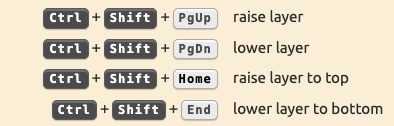 Ctrl + Shift + PgUp raise layer
Ctrl + Shift + PgDn lower layer
Ctrl + Shift + Home raise layer to top
Ctrl + Shift + End lower layer to bottom